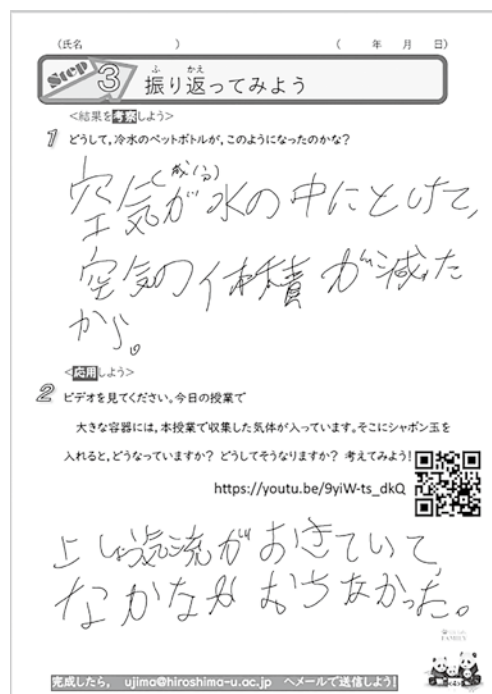 (氏名 ) ( 年 月 日)
Step 3 振り返ってみよう
ふ かえ
<結果を考察しよう>
1 どうして,冷水のペットボトルが,このようになったのかな?
(成分)
空気が水の中にとけて,
空気の体積が減った
から。
<応用しよう>
2 ビデオを見てください。今日の授業で
大きな容器には,本授業で収集した気体が入っています。そこにシャボン玉を
入れると,どうなっていますか? どうしてそうなりますか? 考えてみよう!
https://youtu.be/9yiW-ts_dkQ
上しょう気流がおきていて,
なかなかおちなかった。
完成したら, ujima@hiroshima-u.ac.jp へメールで送信しよう!